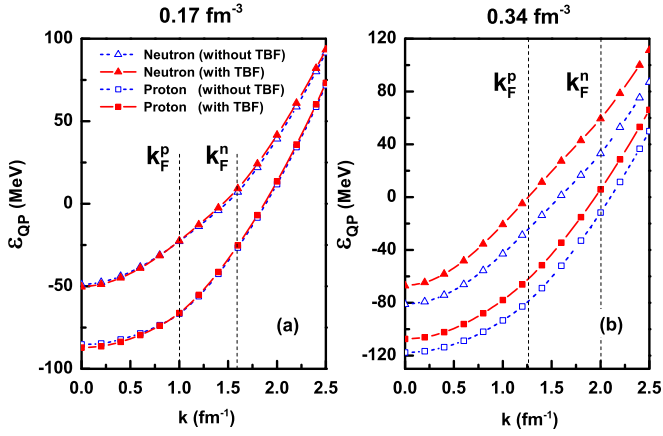 0.17 fm⁻³
0.34 fm⁻³
100
50
0
-50
-100
ε_QP (MeV)
Neutron (without TBF)
Neutron (with TBF)
Proton (without TBF)
Proton (with TBF)
k_F^p
k_F^n
(a)
0.0 0.5 1.0 1.5 2.0 2.5
k (fm⁻¹)
120
80
40
0
-40
-80
-120
ε_QP (MeV)
k_F^p
k_F^n
(b)
0.0 0.5 1.0 1.5 2.0 2.5
k (fm⁻¹)